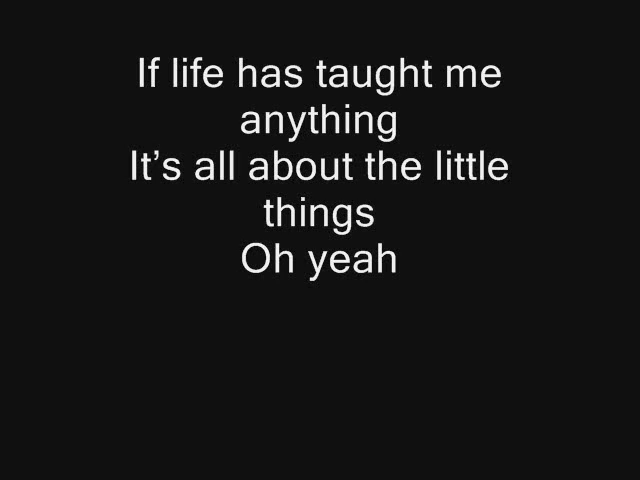 If life has taught me
anything
It’s all about the little
things
Oh yeah